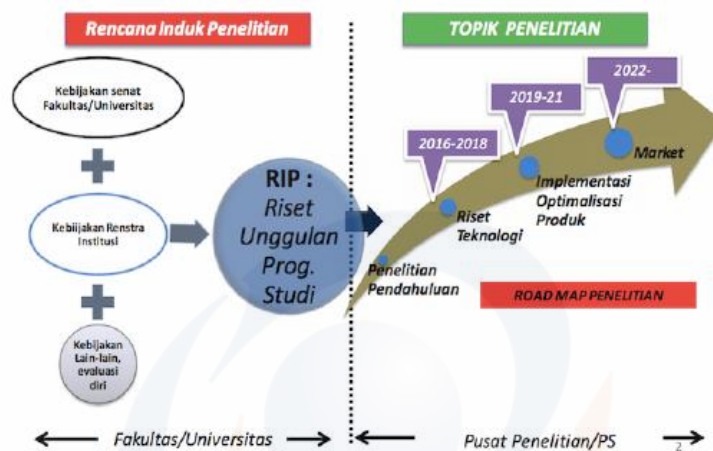 Rencana Induk Penelitian
TOPIK PENELITIAN
Kebijakan senat
Fakultas/Universitas
Kebiijakan Renstra
Institusi
Kebijakan
Lain-lain,
evaluasi
diri
RIP :
Riset
Unggulan
Prog.
Studi
2016-2018
2019-21
2022-
Penelitian
Pendahuluan
Riset
Teknologi
Implementasi
Optimalisasi
Produk
Market
ROAD MAP PENELITIAN
Fakultas/Universitas
Pusat Penelitian/PS
2